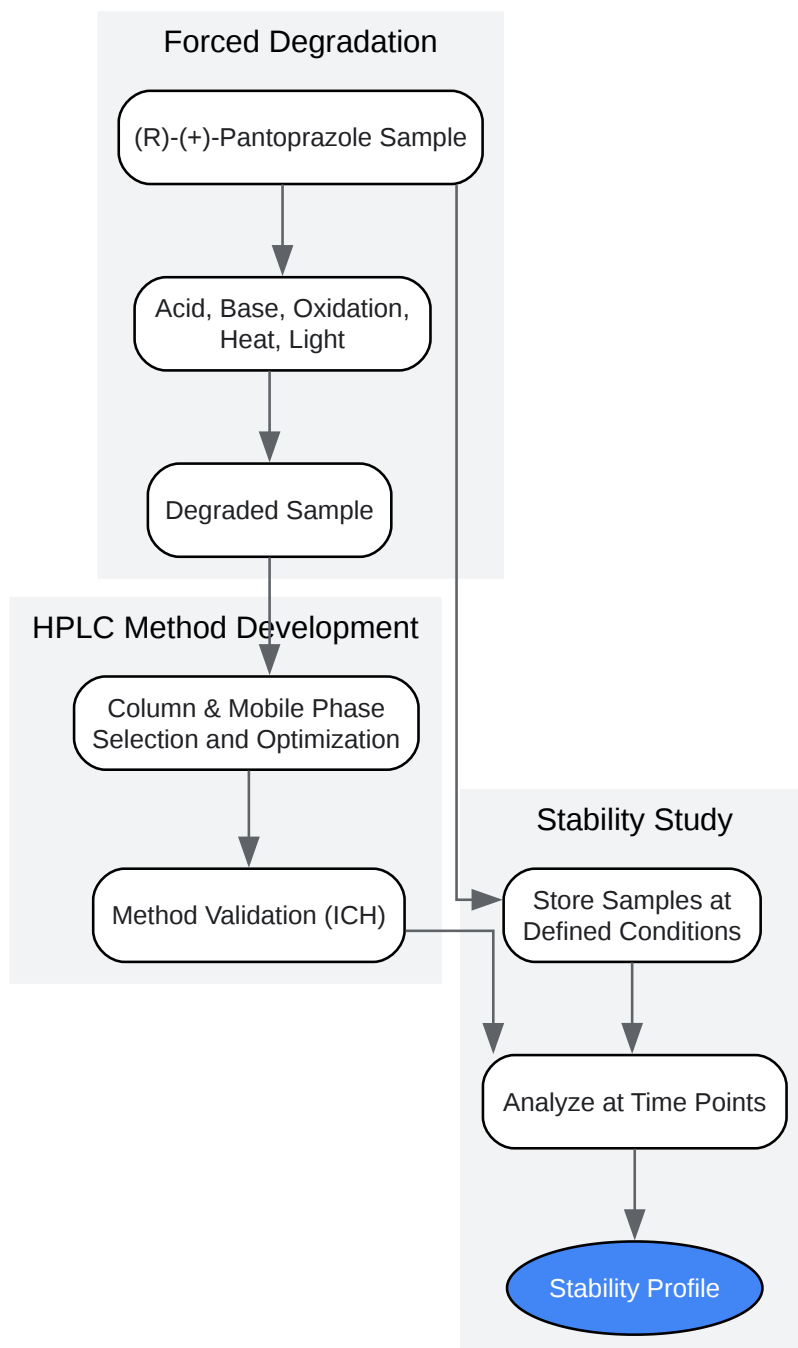 Forced Degradation
(R)-(+)-Pantoprazole Sample
Acid, Base, Oxidation,
Heat, Light
Degraded Sample
HPLC Method Development
Column & Mobile Phase
Selection and Optimization
Method Validation (ICH)
Stability Study
Store Samples at
Defined Conditions
Analyze at Time Points
Stability Profile